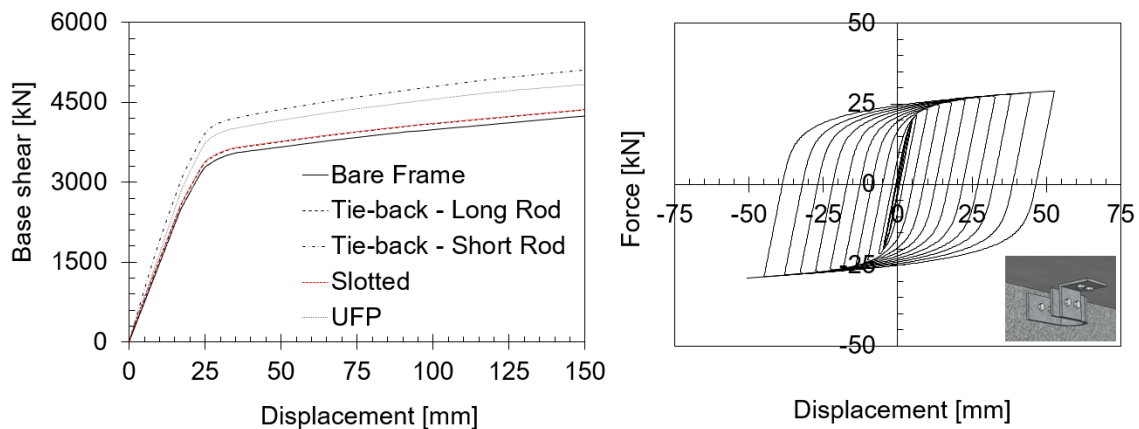 6000
4500
3000
1500
0
Base shear [kN]
Bare Frame
Tie-back - Long Rod
Tie-back - Short Rod
Slotted
UFP
0 25 50 75 100 125 150
Displacement [mm]
50
25
0
-25
-50
Force [kN]
-75 -50 -25 0 25 50 75
Displacement [mm]